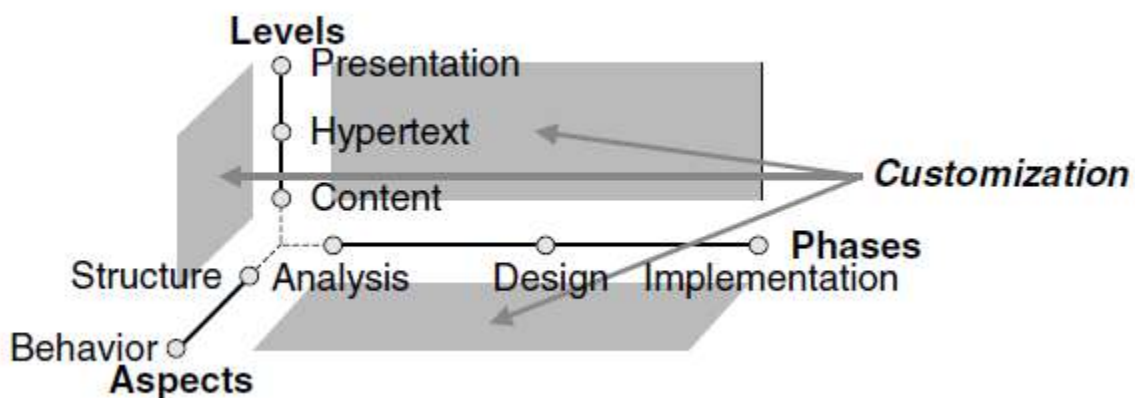 Levels
Presentation
Hypertext
Customization
Content
Phases
Structure
Analysis
Design
Implementation
Behavior
Aspects